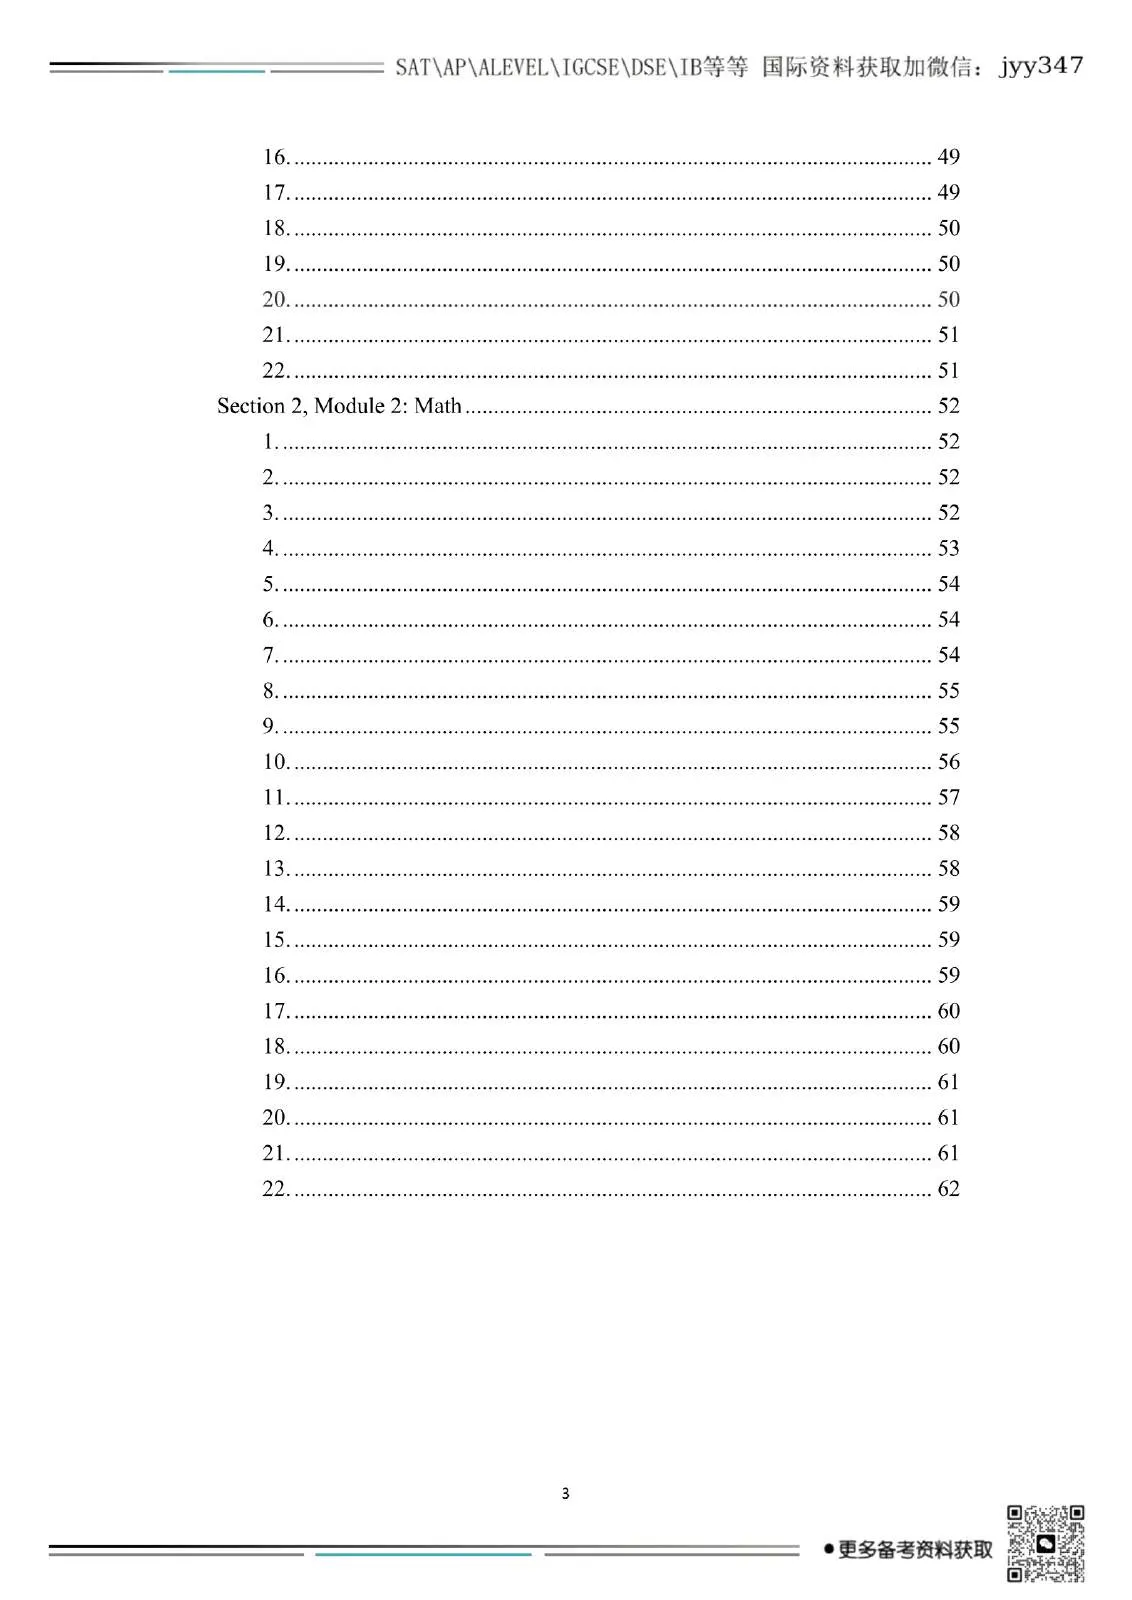 SAT\AP\ALEVEL\IGCSE\DSE\IB等等 国际资料获取加微信：jyy347
16. ........................................ 49
17. ........................................ 49
18. ........................................ 50
19. ........................................ 50
20. ........................................ 50
21. ........................................ 51
22. ........................................ 51
Section 2, Module 2: Math ........................................ 52
1. ........................................ 52
2. ........................................ 52
3. ........................................ 52
4. ........................................ 53
5. ........................................ 54
6. ........................................ 54
7. ........................................ 54
8. ........................................ 55
9. ........................................ 55
10. ........................................ 56
11. ........................................ 57
12. ........................................ 58
13. ........................................ 58
14. ........................................ 59
15. ........................................ 59
16. ........................................ 59
17. ........................................ 60
18. ........................................ 60
19. ........................................ 61
20. ........................................ 61
21. ........................................ 61
22. ........................................ 62
3
●更多备考资料获取